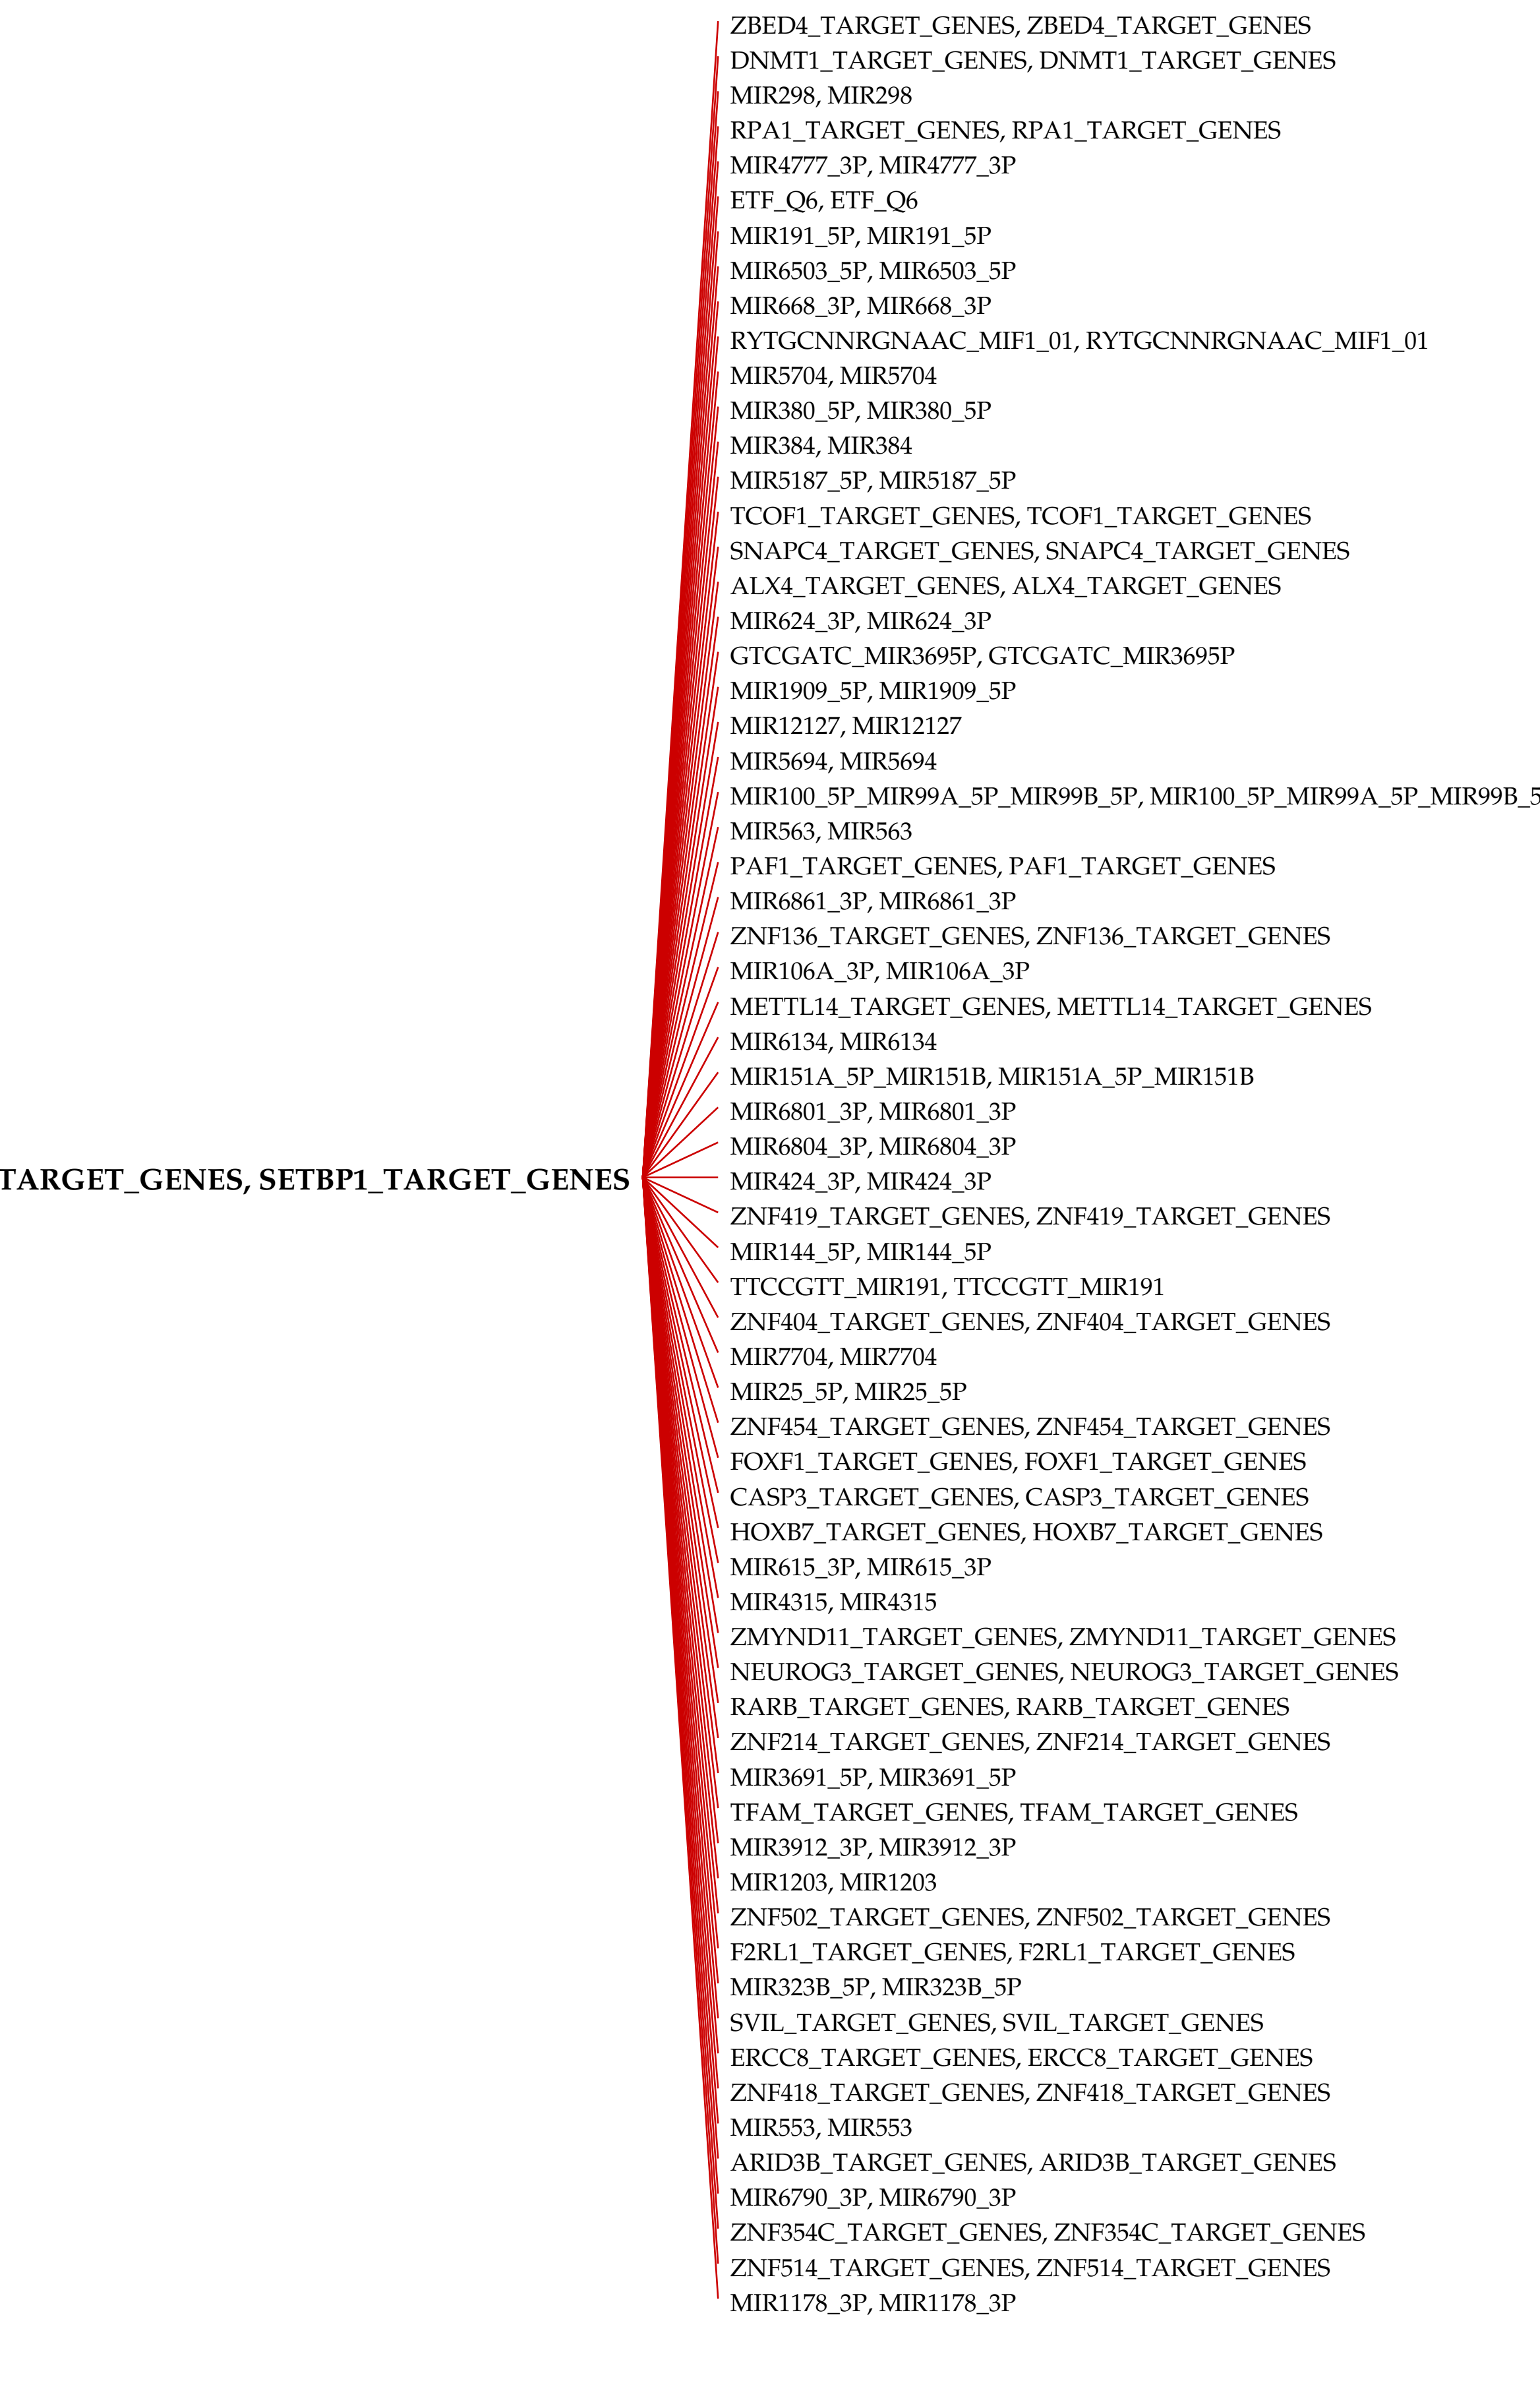 ZBED4_TARGET_GENES, ZBED4_TARGET_GENES
DNMT1_TARGET_GENES, DNMT1_TARGET_GENES
MIR298, MIR298
RPA1_TARGET_GENES, RPA1_TARGET_GENES
MIR4777_3P, MIR4777_3P
ETF_Q6, ETF_Q6
MIR191_5P, MIR191_5P
MIR6503_5P, MIR6503_5P
MIR668_3P, MIR668_3P
RYTGCNNRGNAAC_MIF1_01, RYTGCNNRGNAAC_MIF1_01
MIR5704, MIR5704
MIR380_5P, MIR380_5P
MIR384, MIR384
MIR5187_5P, MIR5187_5P
TCOF1_TARGET_GENES, TCOF1_TARGET_GENES
SNAPC4_TARGET_GENES, SNAPC4_TARGET_GENES
ALX4_TARGET_GENES, ALX4_TARGET_GENES
MIR624_3P, MIR624_3P
GTCGATC_MIR3695P, GTCGATC_MIR3695P
MIR1909_5P, MIR1909_5P
MIR12127, MIR12127
MIR5694, MIR5694
MIR100_5P_MIR99A_5P_MIR99B_5P, MIR100_5P_MIR99A_5P_MIR99B_5
MIR563, MIR563
PAF1_TARGET_GENES, PAF1_TARGET_GENES
MIR6861_3P, MIR6861_3P
ZNF136_TARGET_GENES, ZNF136_TARGET_GENES
MIR106A_3P, MIR106A_3P
METTL14_TARGET_GENES, METTL14_TARGET_GENES
MIR6134, MIR6134
MIR151A_5P_MIR151B, MIR151A_5P_MIR151B
MIR6801_3P, MIR6801_3P
MIR6804_3P, MIR6804_3P
TARGET_GENES, SETBP1_TARGET_GENES
MIR424_3P, MIR424_3P
ZNF419_TARGET_GENES, ZNF419_TARGET_GENES
MIR144_5P, MIR144_5P
TTCCGTT_MIR191, TTCCGTT_MIR191
ZNF404_TARGET_GENES, ZNF404_TARGET_GENES
MIR7704, MIR7704
MIR25_5P, MIR25_5P
ZNF454_TARGET_GENES, ZNF454_TARGET_GENES
FOXF1_TARGET_GENES, FOXF1_TARGET_GENES
CASP3_TARGET_GENES, CASP3_TARGET_GENES
HOXB7_TARGET_GENES, HOXB7_TARGET_GENES
MIR615_3P, MIR615_3P
MIR4315, MIR4315
ZMYND11_TARGET_GENES, ZMYND11_TARGET_GENES
NEUROG3_TARGET_GENES, NEUROG3_TARGET_GENES
RARB_TARGET_GENES, RARB_TARGET_GENES
ZNF214_TARGET_GENES, ZNF214_TARGET_GENES
MIR3691_5P, MIR3691_5P
TFAM_TARGET_GENES, TFAM_TARGET_GENES
MIR3912_3P, MIR3912_3P
MIR1203, MIR1203
ZNF502_TARGET_GENES, ZNF502_TARGET_GENES
F2RL1_TARGET_GENES, F2RL1_TARGET_GENES
MIR323B_5P, MIR323B_5P
SVIL_TARGET_GENES, SVIL_TARGET_GENES
ERCC8_TARGET_GENES, ERCC8_TARGET_GENES
ZNF418_TARGET_GENES, ZNF418_TARGET_GENES
MIR553, MIR553
ARID3B_TARGET_GENES, ARID3B_TARGET_GENES
MIR6790_3P, MIR6790_3P
ZNF354C_TARGET_GENES, ZNF354C_TARGET_GENES
ZNF514_TARGET_GENES, ZNF514_TARGET_GENES
MIR1178_3P, MIR1178_3P